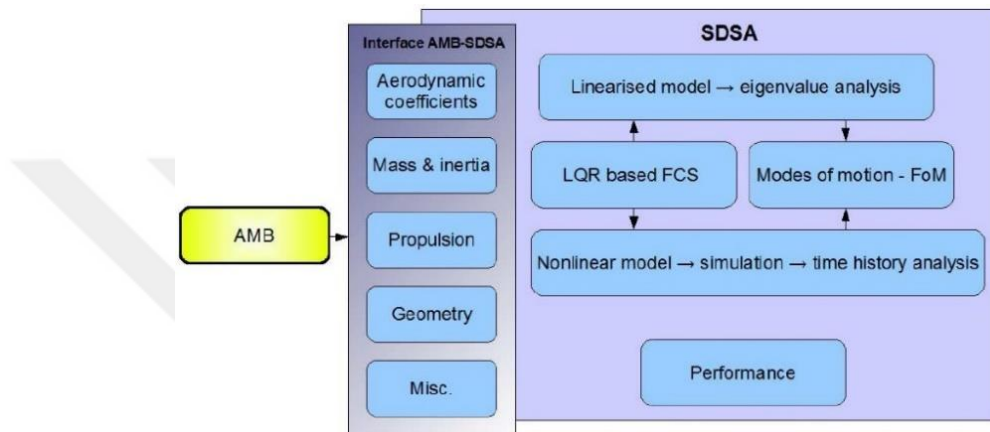 SDSA
Interface AMB-SDSA
Aerodynamic
coefficients
Mass & inertia
Propulsion
Geometry
Misc.
AMB
Linearised model → eigenvalue analysis
LQR based FCS
Modes of motion - FoM
Nonlinear model → simulation → time history analysis
Performance